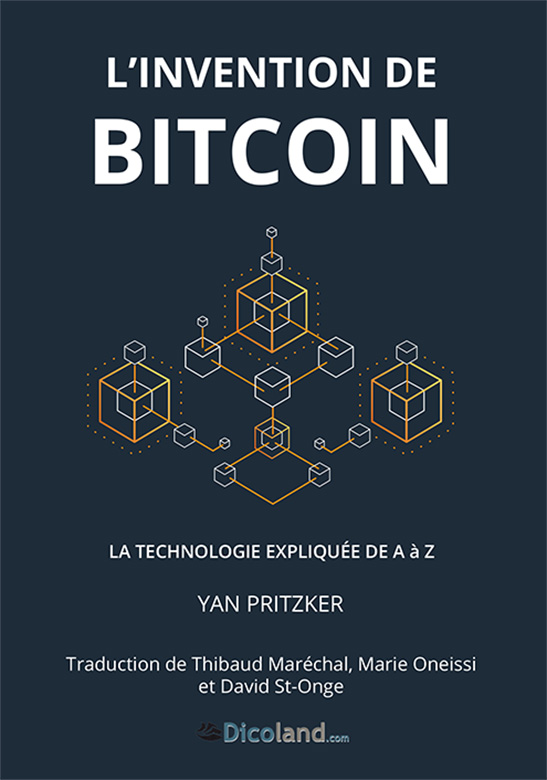 L’INVENTION DE
BITCOIN
LA TECHNOLOGIE EXPLIQUÉE DE A à Z
YAN PRITZKER
Traduction de Thibaud Maréchal, Marie Oneissi
et David St-Onge
Dicoland.com